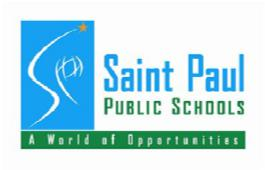 Saint Paul
PUBLIC SCHOOLS
A World of Opportunities